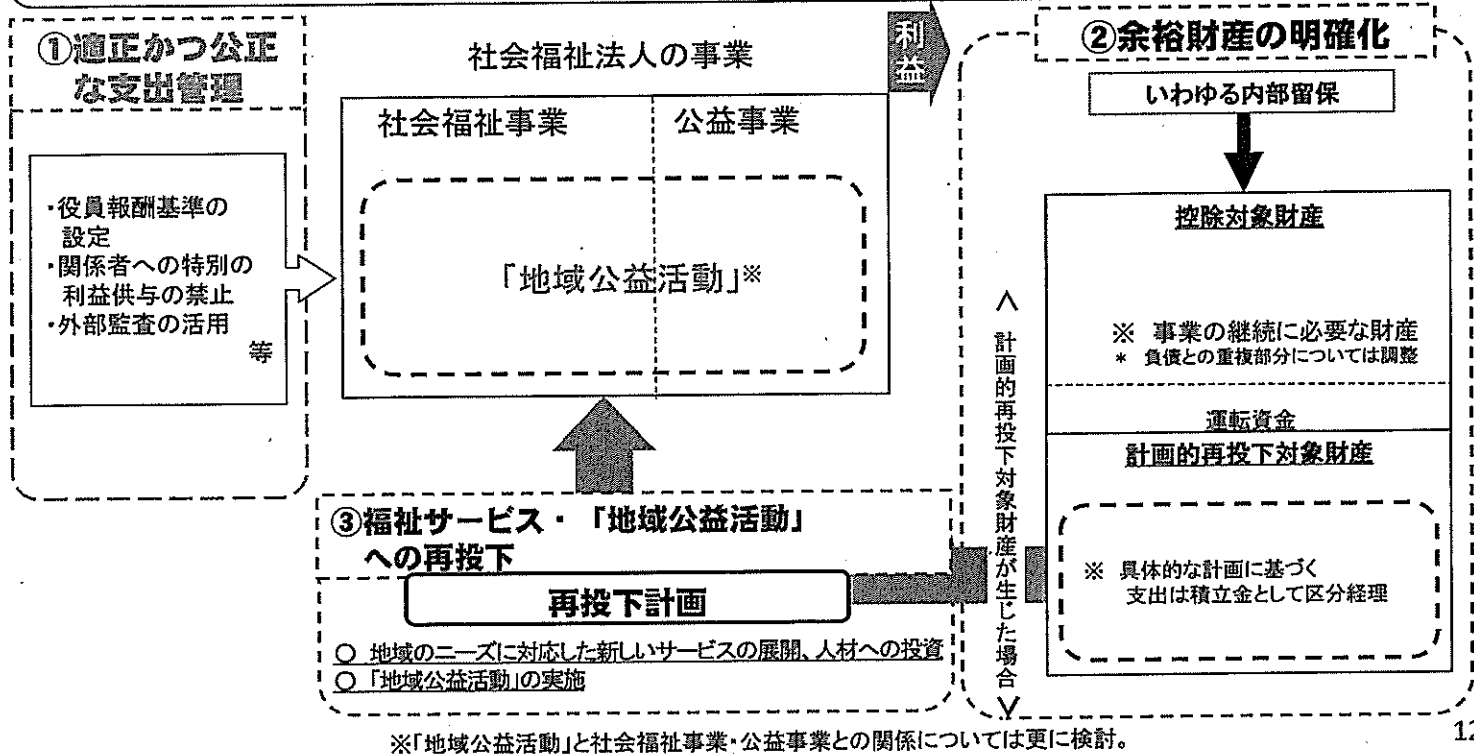 ①適正かつ公正
な支出管理
・役員報酬基準の
設定
・関係者への特別の
利益供与の禁止
・外部監査の活用
等
社会福祉法人の事業
社会福祉事業
公益事業
「地域公益活動」※
利益
②余裕財産の明確化
いわゆる内部留保
控除対象財産
※ 事業の継続に必要な財産
* 負債との重複部分については調整
運転資金
計画的再投下対象財産
※ 具体的な計画に基づく
支出は積立金として区分経理
<計画的再投下対象財産が生じた場合>
③福祉サービス・「地域公益活動」
への再投下
再投下計画
○ 地域のニーズに対応した新しいサービスの展開、人材への投資
○ 「地域公益活動」の実施
※「地域公益活動」と社会福祉事業・公益事業との関係については更に検討。